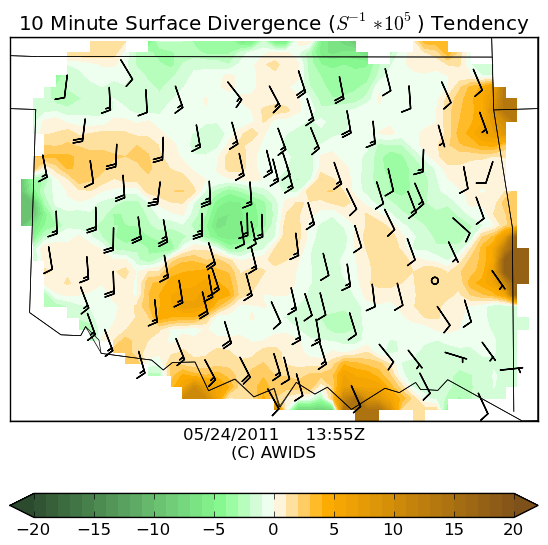 10 Minute Surface Divergence (S⁻¹ *10⁵ ) Tendency
05/24/2011 13:55Z
(C) AWIDS
−20 −15 −10 −5 0 5 10 15 20